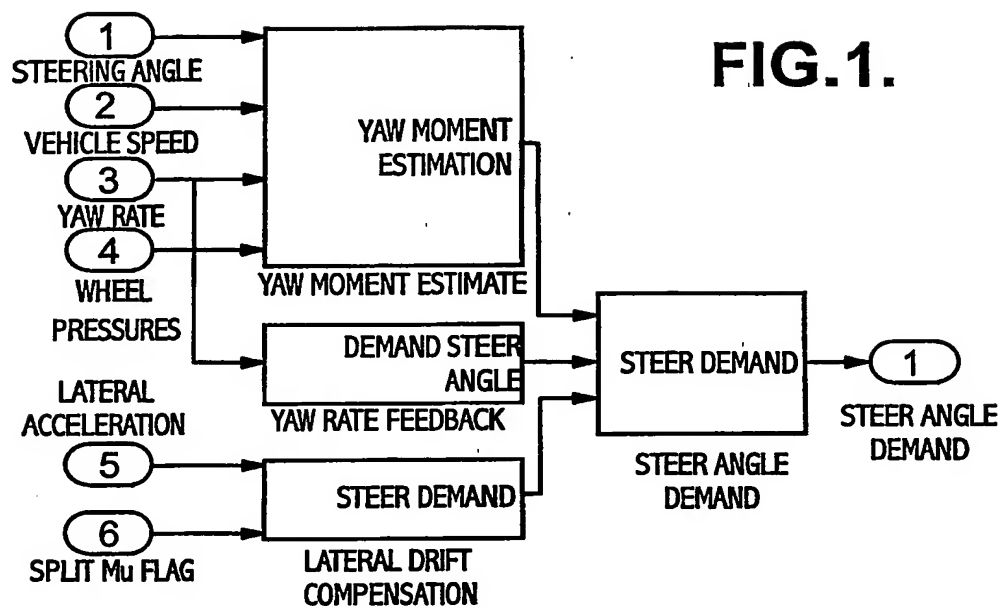 FIG.1.
1
STEERING ANGLE
2
VEHICLE SPEED
3
YAW RATE
4
WHEEL
PRESSURES
YAW MOMENT
ESTIMATION
YAW MOMENT ESTIMATE
DEMAND STEER
ANGLE
YAW RATE FEEDBACK
LATERAL
ACCELERATION
5
6
SPLIT Mu FLAG
STEER DEMAND
LATERAL DRIFT
COMPENSATION
STEER DEMAND
STEER ANGLE
DEMAND
1
STEER ANGLE
DEMAND